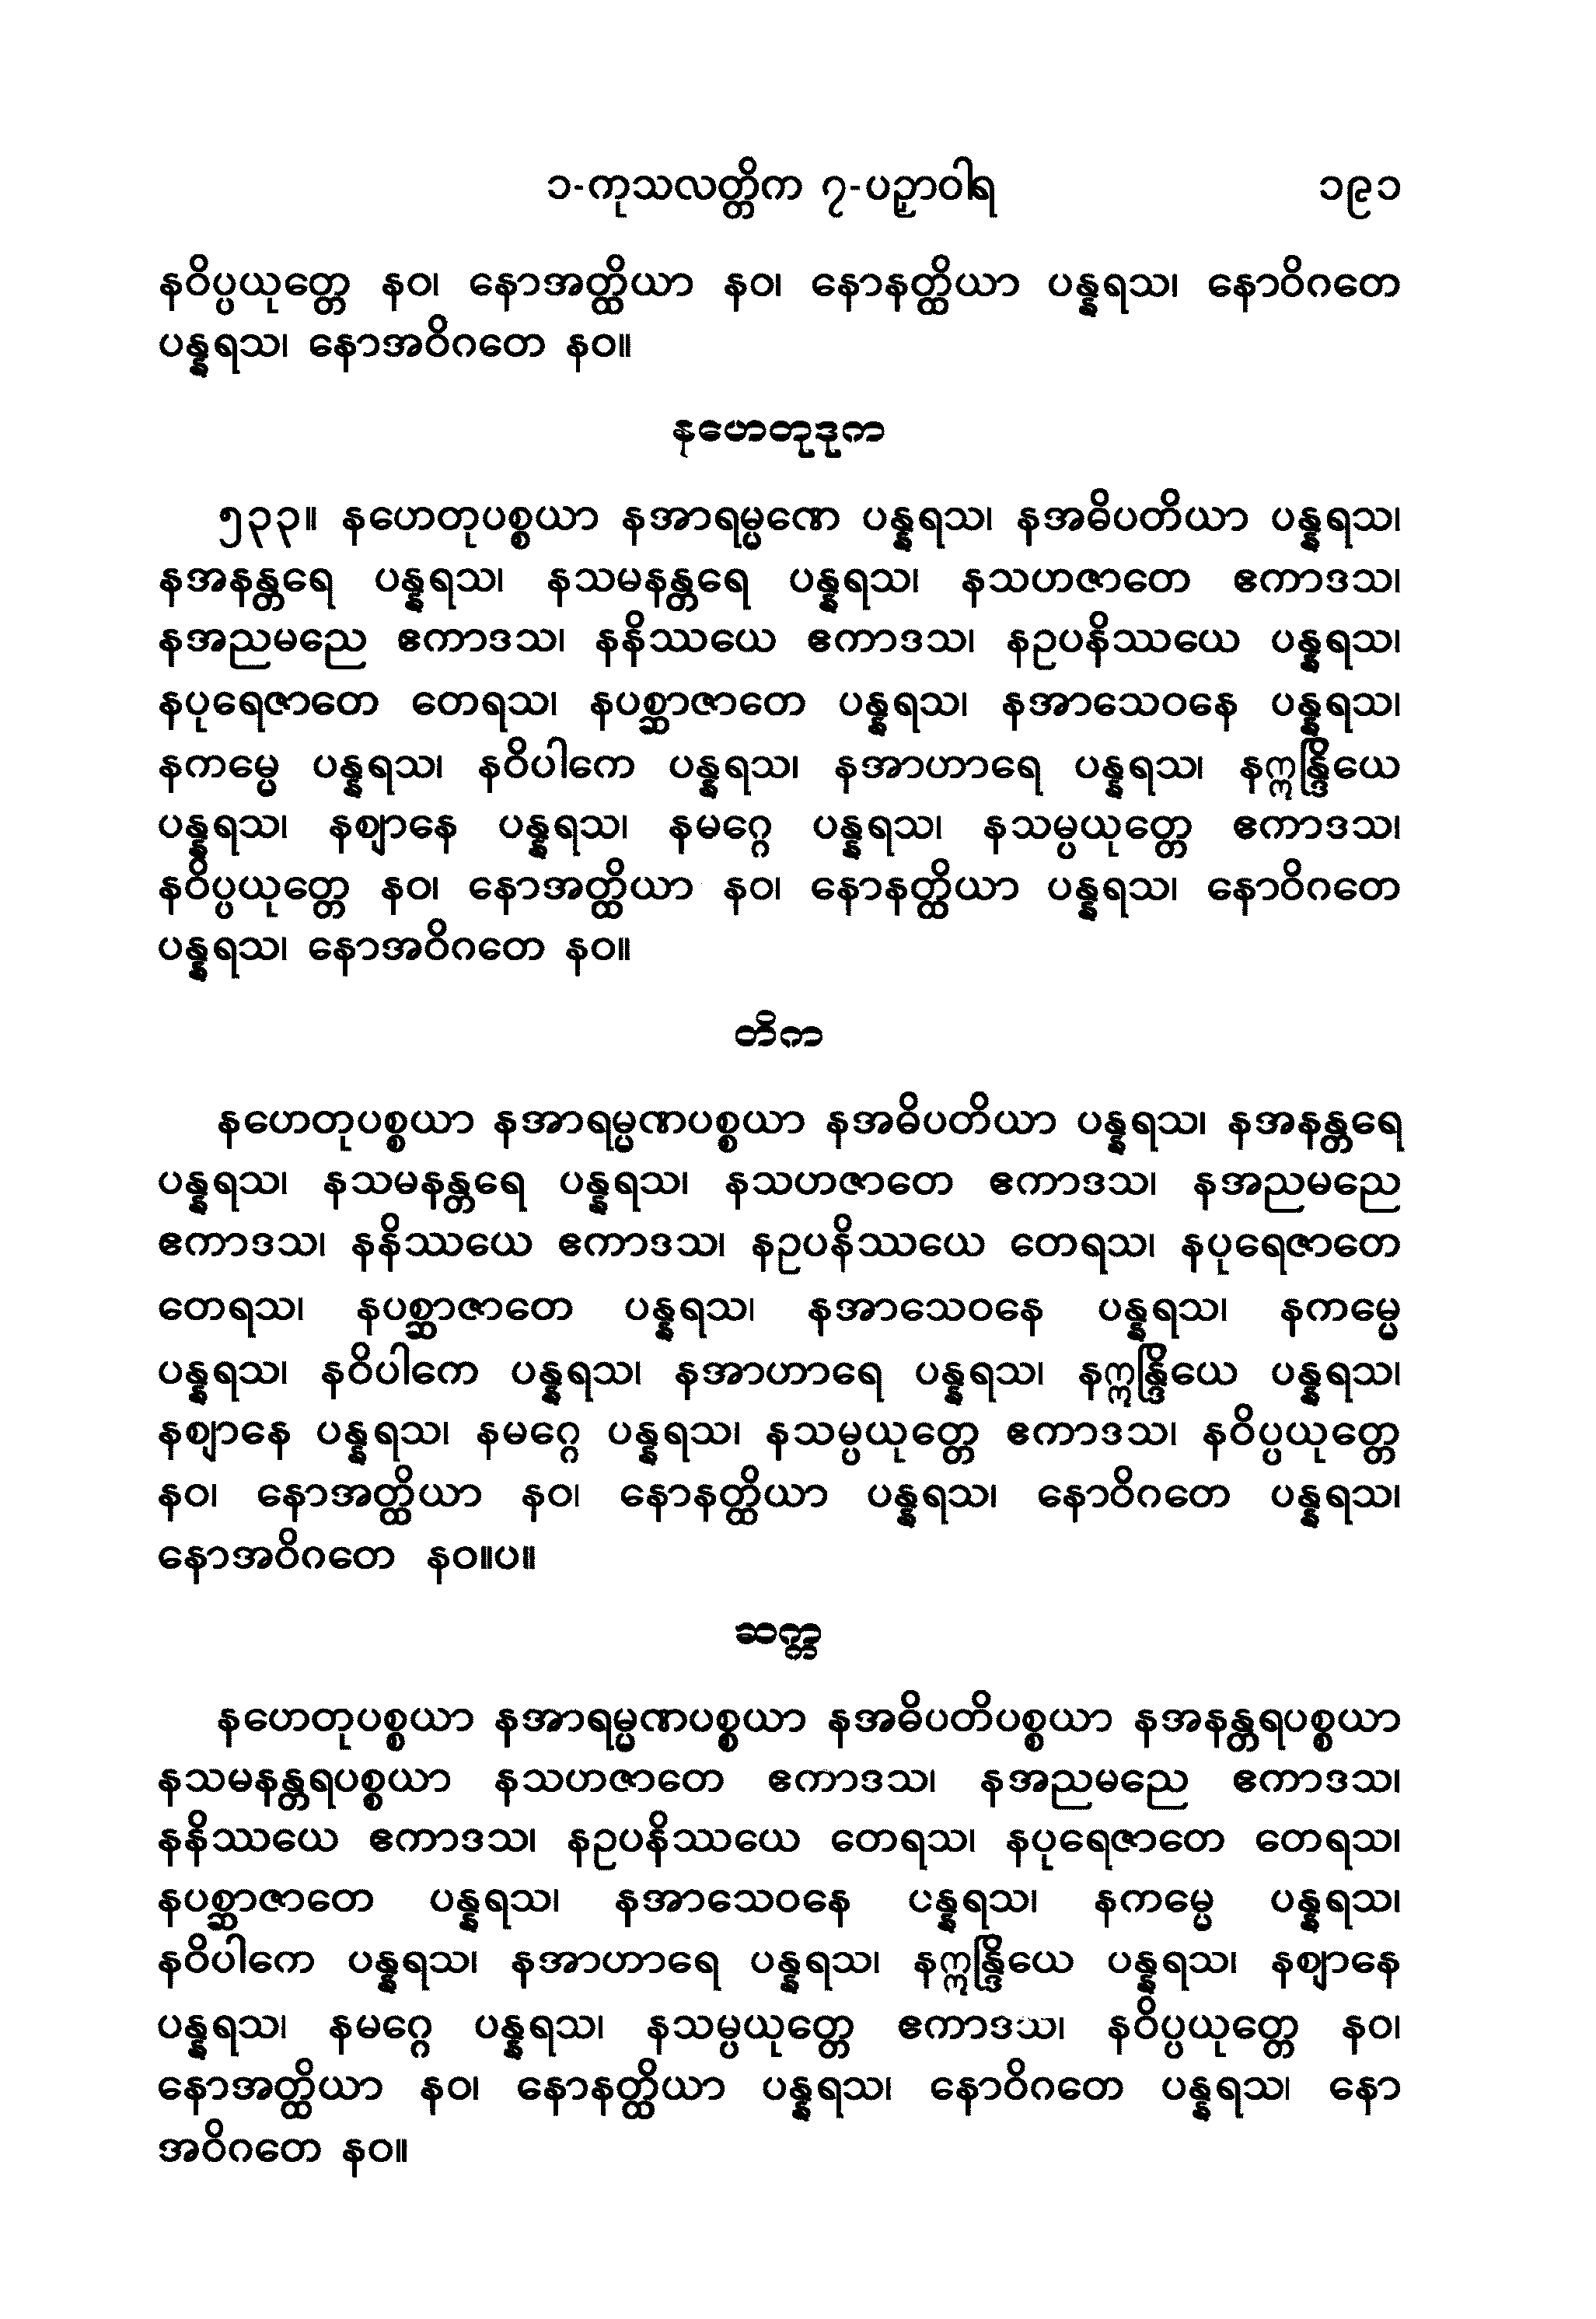 ၁-ကုသလတ္တိက ၇-ပဉှာဝါရ ၁၉၁
နဝိပ္ပယုတ္တေ နဝ၊ နောအတ္ထိယာ နဝ၊ နောနတ္ထိယာ ပန္နရသ၊ နောဝိဂတေ
ပန္နရသ၊ နောအဝိဂတေ နဝ။
နဟေတုဒုက
၅၃၃။ နဟေတုပစ္စယာ နအာရမ္မဏေ ပန္နရသ၊ နအဓိပတိယာ ပန္နရသ၊
နအနန္တရေ ပန္နရသ၊ နသမနန္တရေ ပန္နရသ၊ နသဟဇာတေ ဧကာဒသ၊
နအညမညေ ဧကာဒသ၊ နနိဿယေ ဧကာဒသ၊ နဥပနိဿယေ ပန္နရသ၊
နပုရေဇာတေ တေရသ၊ နပစ္ဆာဇာတေ ပန္နရသ၊ နအာသေဝနေ ပန္နရသ၊
နကမ္မေ ပန္နရသ၊ နဝိပါကေ ပန္နရသ၊ နအာဟာရေ ပန္နရသ၊ နဣန္ဒြိယေ
ပန္နရသ၊ နဈာနေ ပန္နရသ၊ နမဂ္ဂေ ပန္နရသ၊ နသမ္ပယုတ္တေ ဧကာဒသ၊
နဝိပ္ပယုတ္တေ နဝ၊ နောအတ္ထိယာ နဝ၊ နောနတ္ထိယာ ပန္နရသ၊ နောဝိဂတေ
ပန္နရသ၊ နောအဝိဂတေ နဝ။
တိက
နဟေတုပစ္စယာ နအာရမ္မဏပစ္စယာ နအဓိပတိယာ ပန္နရသ၊ နအနန္တရေ
ပန္နရသ၊ နသမနန္တရေ ပန္နရသ၊ နသဟဇာတေ ဧကာဒသ၊ နအညမညေ
ဧကာဒသ၊ နနိဿယေ ဧကာဒသ၊ နဥပနိဿယေ တေရသ၊ နပုရေဇာတေ
တေရသ၊ နပစ္ဆာဇာတေ ပန္နရသ၊ နအာသေဝနေ ပန္နရသ၊ နကမ္မေ
ပန္နရသ၊ နဝိပါကေ ပန္နရသ၊ နအာဟာရေ ပန္နရသ၊ နဣန္ဒြိယေ ပန္နရသ၊
နဈာနေ ပန္နရသ၊ နမဂ္ဂေ ပန္နရသ၊ နသမ္ပယုတ္တေ ဧကာဒသ၊ နဝိပ္ပယုတ္တေ
နဝ၊ နောအတ္ထိယာ နဝ၊ နောနတ္ထိယာ ပန္နရသ၊ နောဝိဂတေ ပန္နရသ၊
နောအဝိဂတေ နဝ။ပ။
ဆက္က
နဟေတုပစ္စယာ နအာရမ္မဏပစ္စယာ နအဓိပတိပစ္စယာ နအနန္တရပစ္စယာ
နသမနန္တရပစ္စယာ နသဟဇာတေ ဧကာဒသ၊ နအညမညေ ဧကာဒသ၊
နနိဿယေ ဧကာဒသ၊ နဥပနိဿယေ တေရသ၊ နပုရေဇာတေ တေရသ၊
နပစ္ဆာဇာတေ ပန္နရသ၊ နအာသေဝနေ ပန္နရသ၊ နကမ္မေ ပန္နရသ၊
နဝိပါကေ ပန္နရသ၊ နအာဟာရေ ပန္နရသ၊ နဣန္ဒြိယေ ပန္နရသ၊ နဈာနေ
ပန္နရသ၊ နမဂ္ဂေ ပန္နရသ၊ နသမ္ပယုတ္တေ ဧကာဒသ၊ နဝိပ္ပယုတ္တေ နဝ၊
နောအတ္ထိယာ နဝ၊ နောနတ္ထိယာ ပန္နရသ၊ နောဝိဂတေ ပန္နရသ၊ နော
အဝိဂတေ နဝ။